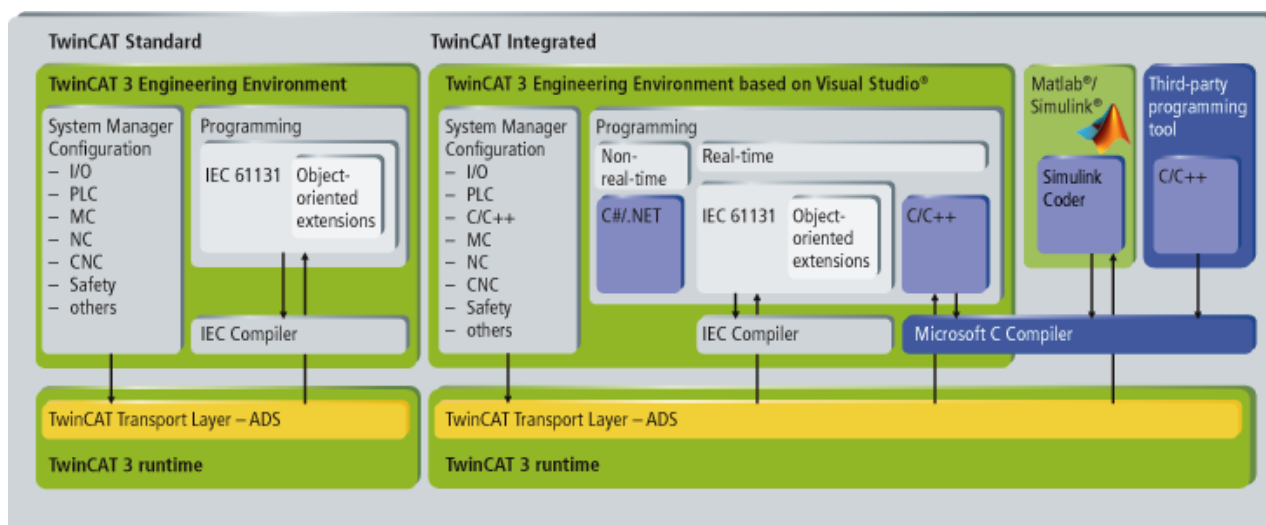 TwinCAT Standard
TwinCAT 3 Engineering Environment
System Manager
Configuration
– I/O
– PLC
– MC
– NC
– CNC
– Safety
– others
Programming
IEC 61131
Object-
oriented
extensions
IEC Compiler
TwinCAT Transport Layer – ADS
TwinCAT 3 runtime
TwinCAT Integrated
TwinCAT 3 Engineering Environment based on Visual Studio®
System Manager
Configuration
– I/O
– PLC
– C/C++
– MC
– NC
– CNC
– Safety
– others
Programming
Non-
real-time
Real-time
C#/.NET
IEC 61131
Object-
oriented
extensions
C/C++
IEC Compiler
Matlab®/
Simulink®
Simulink
Coder
Third-party
programming
tool
C/C++
Microsoft C Compiler
TwinCAT Transport Layer – ADS
TwinCAT 3 runtime